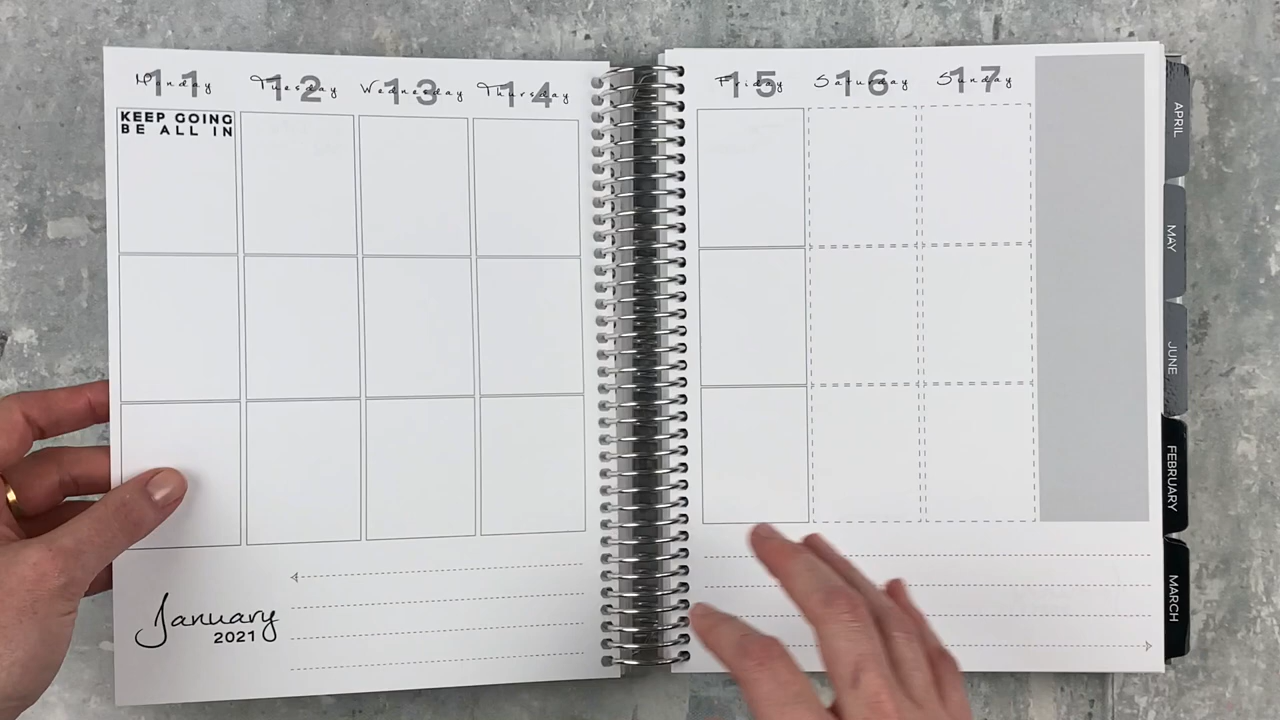 Monday 11
Tuesday 12
Wednesday 13
Thursday 14
Friday 15
Saturday 16
Sunday 17
KEEP GOING
BE ALL IN
January
2021
APRIL
MAY
JUNE
FEBRUARY
MARCH